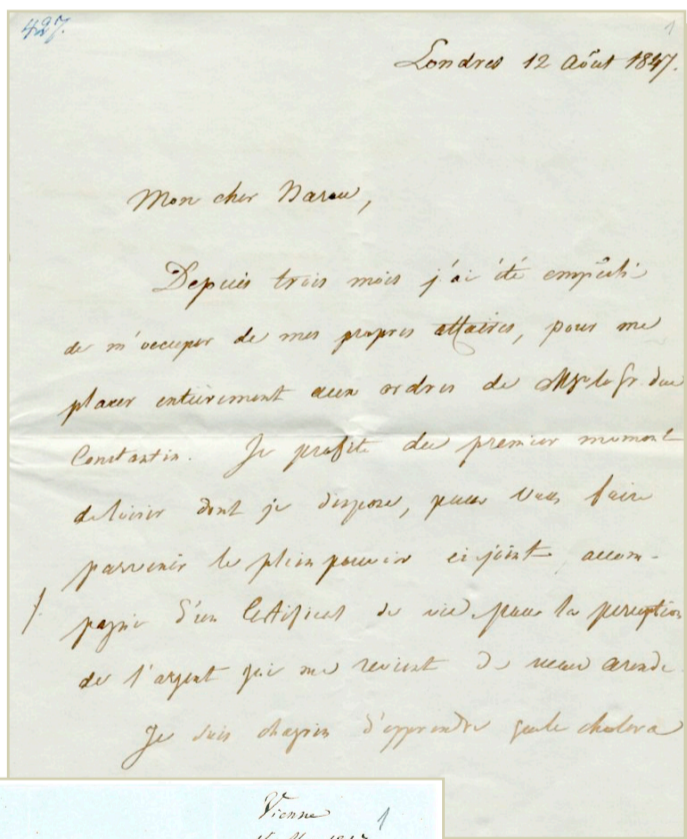 427.
1
Londres 12 Août 1847.
Mon cher Baron,
Depuis trois mois j'ai été empêché
de m'occuper de mes propres affaires, pour me
placer entièrement aux ordres de Mgr le Gr. duc
Constantin. Je profite du premier moment
de loisir dont je dispose, pour vous faire
parvenir le plein pouvoir ci joint, accom-
pagné d'un Certificat de vie pour la perception
de l'argent qui me revient de mon arende.
Je suis chagrin d'apprendre que le cholera
Vienne
1